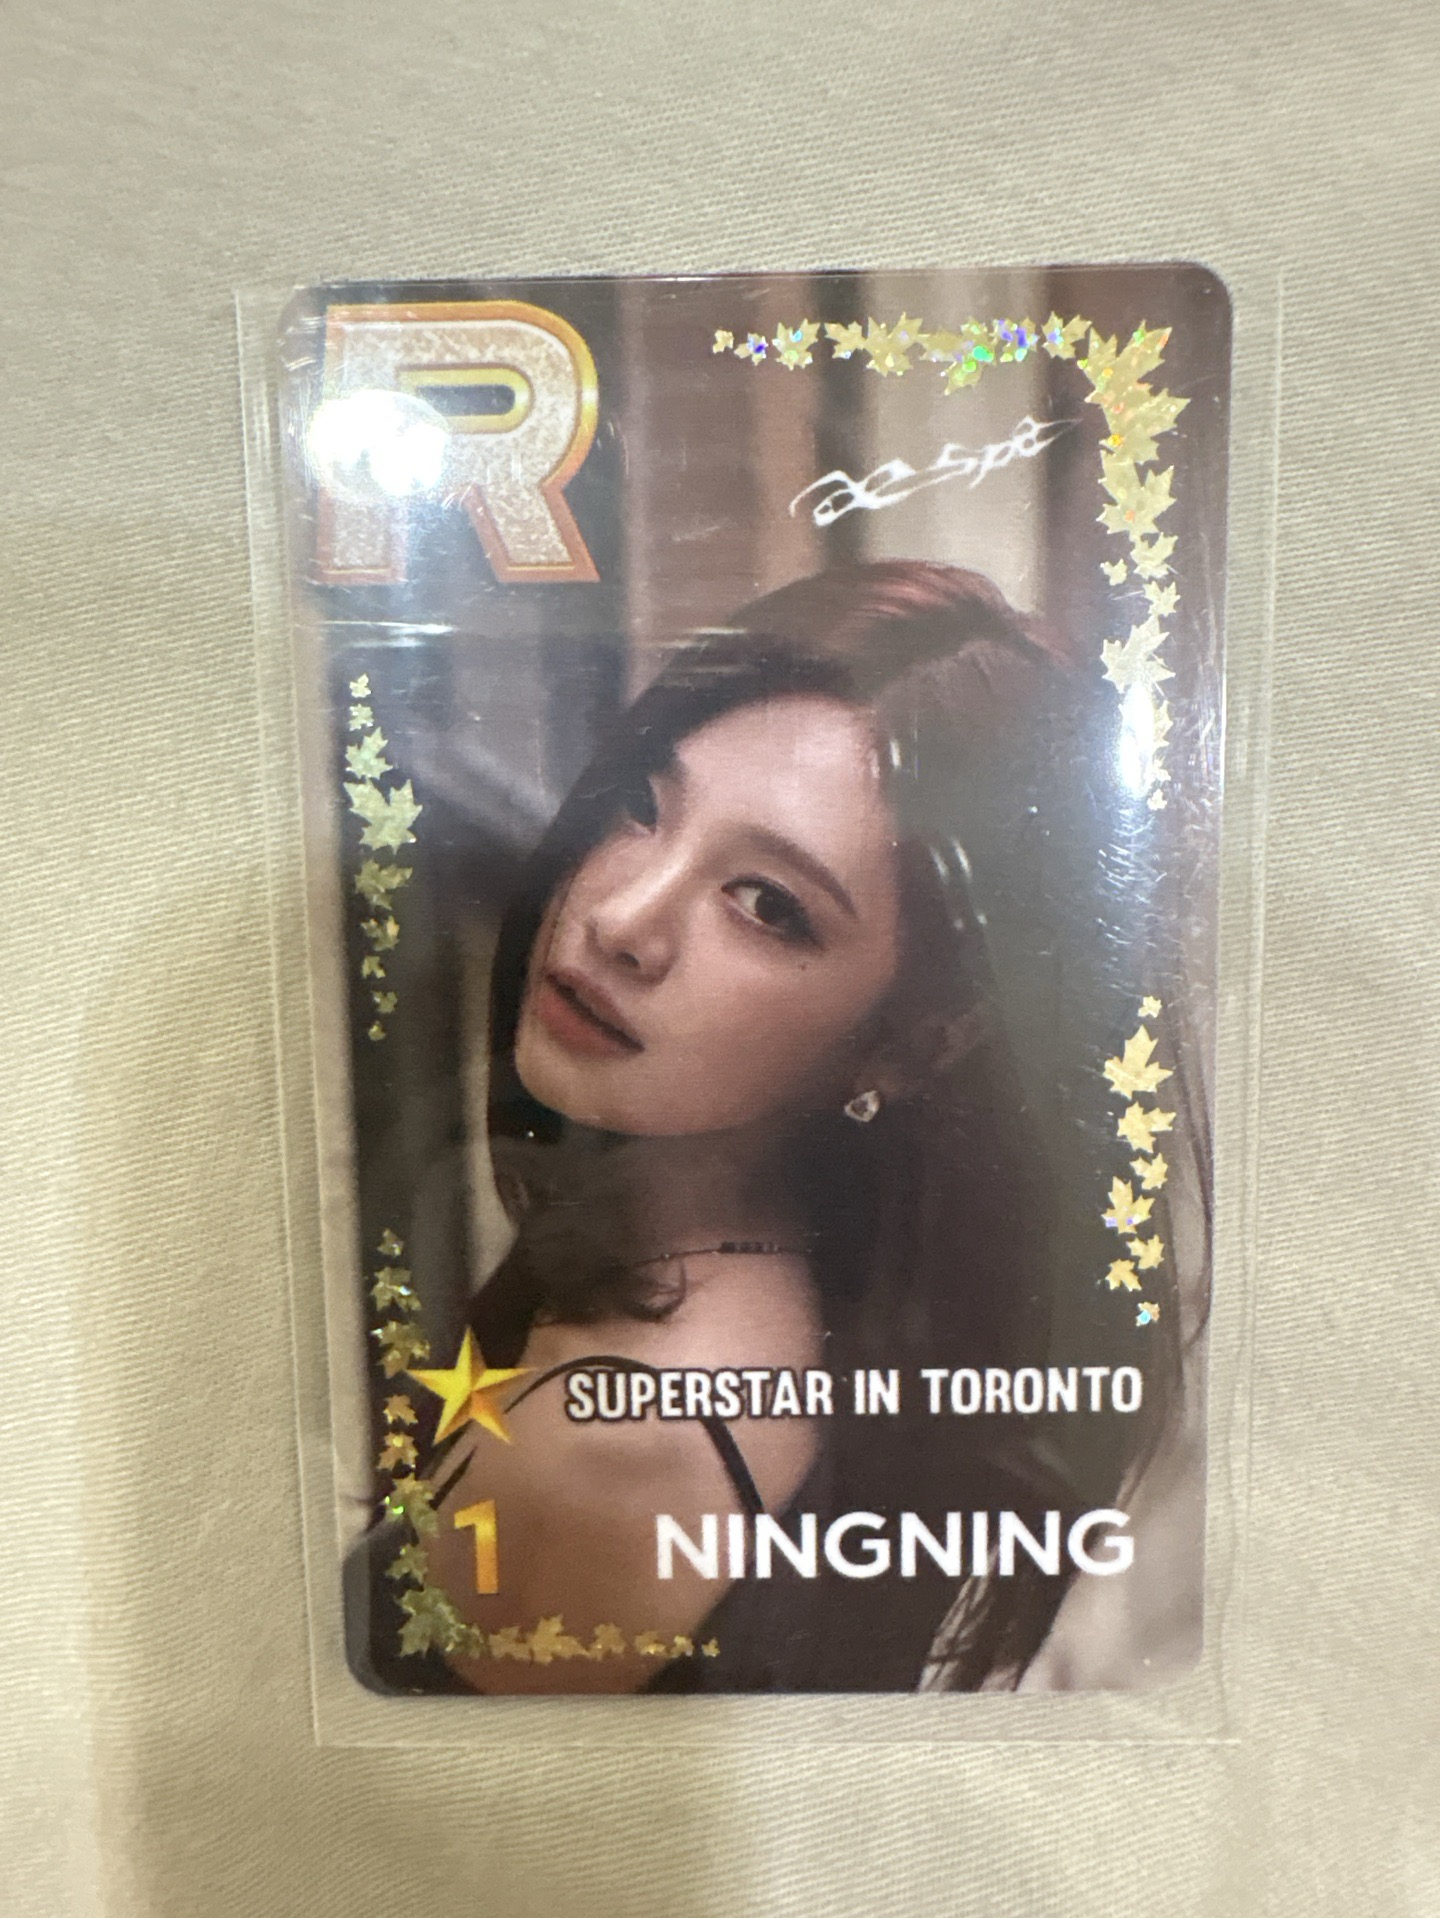 R
aespa
SUPERSTAR IN TORONTO
1
NINGNING